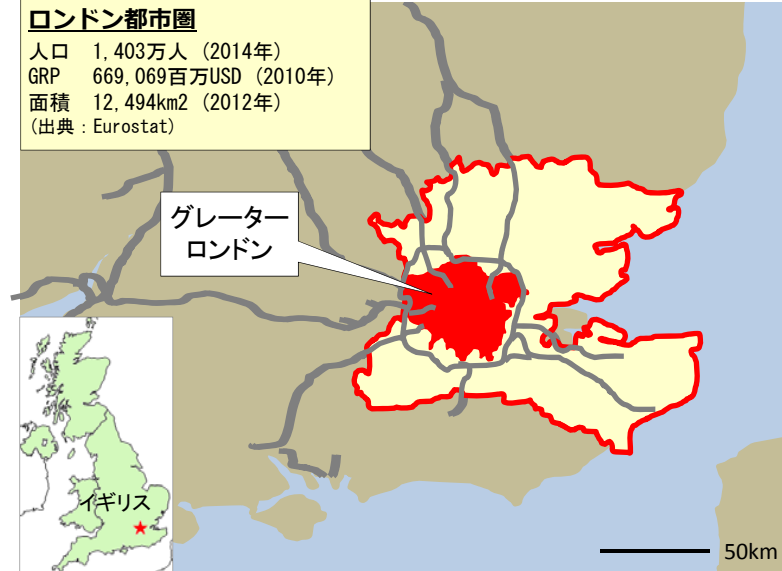 ロンドン都市圏
人口 1,403万人（2014年）
GRP 669,069百万USD（2010年）
面積 12,494km2（2012年）
（出典：Eurostat）
グレーター
ロンドン
イギリス
50km